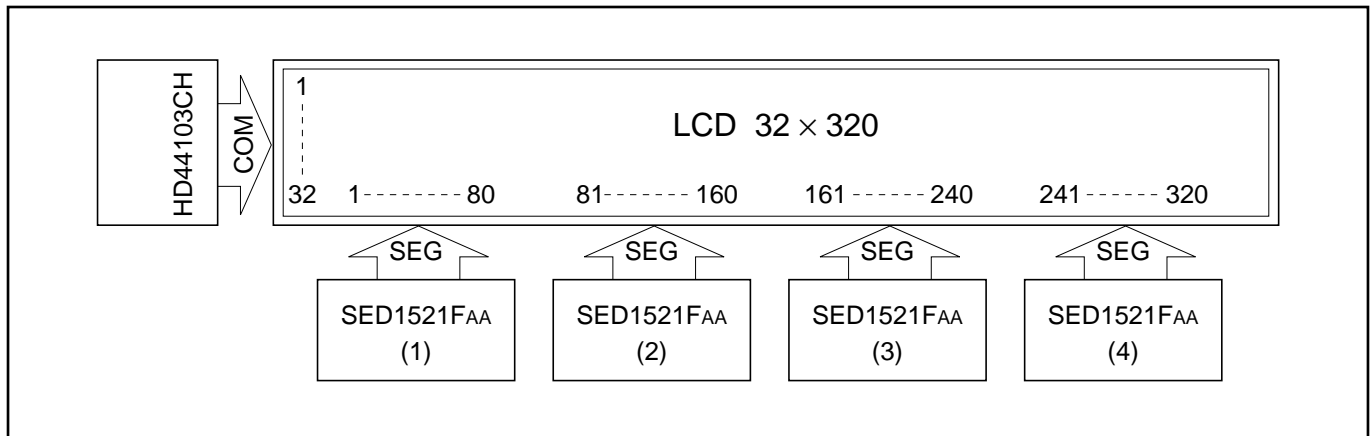 HD44103CH
COM
1
32
LCD 32 × 320
1 -------- 80
81 ------ 160
161 ------ 240
241 ------ 320
SEG
SEG
SEG
SEG
SED1521FAA
(1)
SED1521FAA
(2)
SED1521FAA
(3)
SED1521FAA
(4)